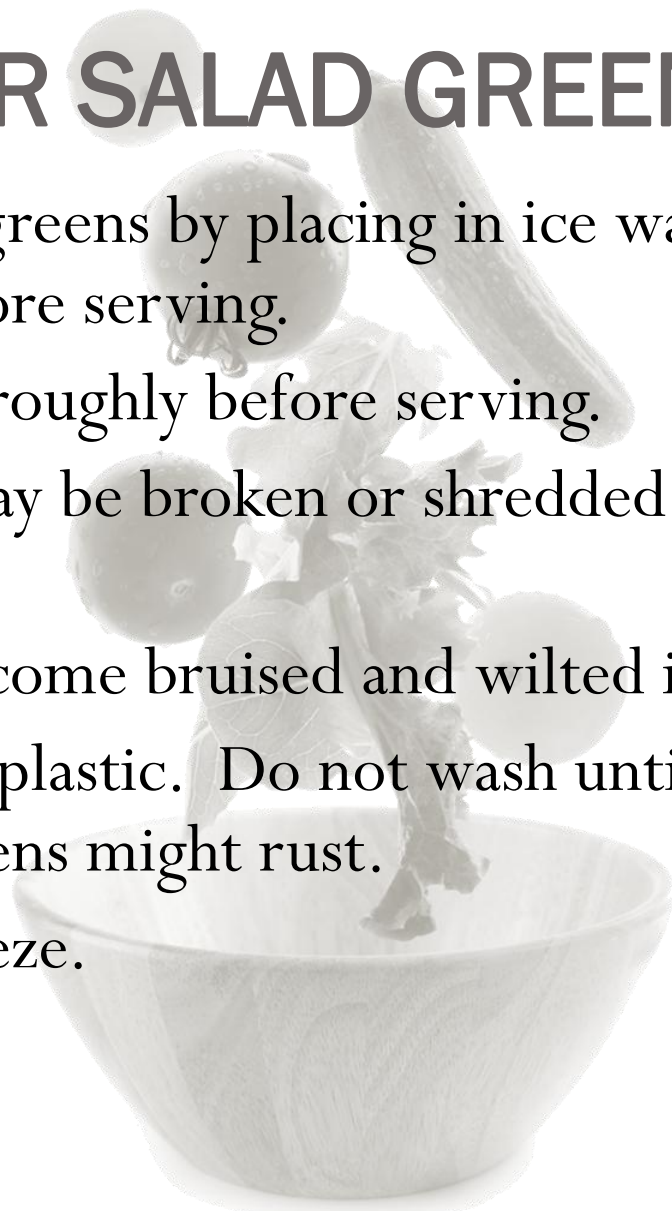 R SALAD GREEN
greens by placing in ice wa
ore serving.
roughly before serving.
ay be broken or shredded
come bruised and wilted i
plastic.  Do not wash unti
ens might rust.
eze.